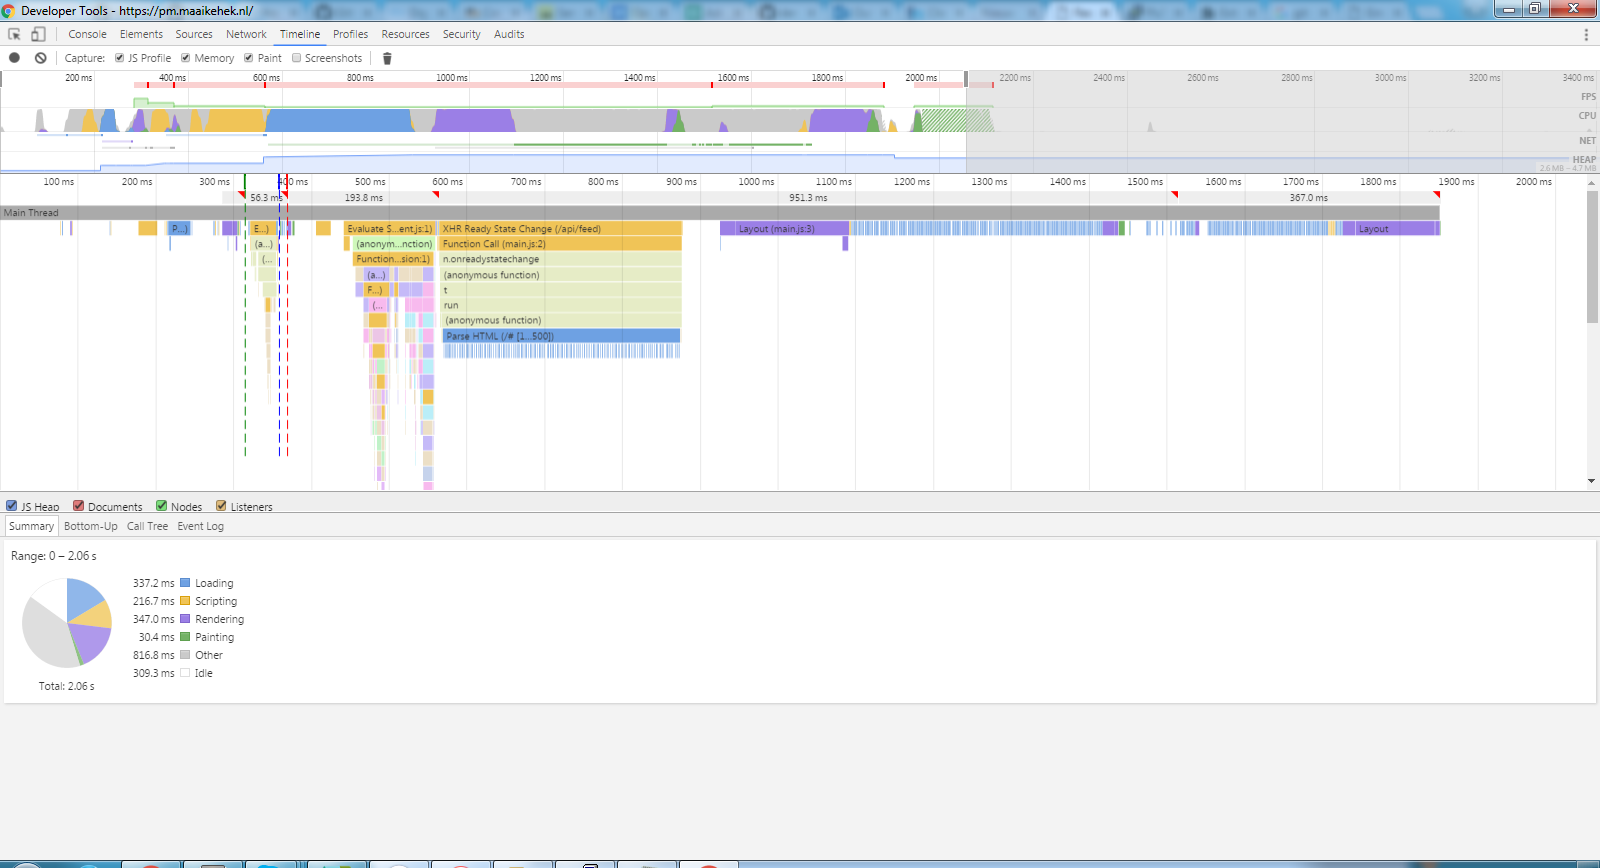 Developer Tools - https://pm.maaikehek.nl/
Console Elements Sources Network Timeline Profiles Resources Security Audits
Capture: JS Profile Memory Paint Screenshots
200 ms 400 ms 600 ms 800 ms 1000 ms 1200 ms 1400 ms 1600 ms 1800 ms 2000 ms 2200 ms 2400 ms 2600 ms 2800 ms 3000 ms 3200 ms 3400 ms
FPS
CPU
NET
HEAP
2.6 MB – 4.7 MB
100 ms 200 ms 300 ms 400 ms 500 ms 600 ms 700 ms 800 ms 900 ms 1000 ms 1100 ms 1200 ms 1300 ms 1400 ms 1500 ms 1600 ms 1700 ms 1800 ms 1900 ms 2000 ms
56.3 ms 193.8 ms 951.3 ms 367.0 ms
Main Thread
P...) E...) Evaluate S...ent.js:1) XHR Ready State Change (/api/feed) Layout (main.js:3) Layout
(a...) (anonym...nction) Function Call (main.js:2)
(... Function...sion:1) n.onreadystatechange
(a...) (anonymous function)
F...) t
(... run
(anonymous function)
Parse HTML (/# [1...500])
JS Heap Documents Nodes Listeners
Summary Bottom-Up Call Tree Event Log
Range: 0 – 2.06 s
337.2 ms Loading
216.7 ms Scripting
347.0 ms Rendering
30.4 ms Painting
816.8 ms Other
309.3 ms Idle
Total: 2.06 s